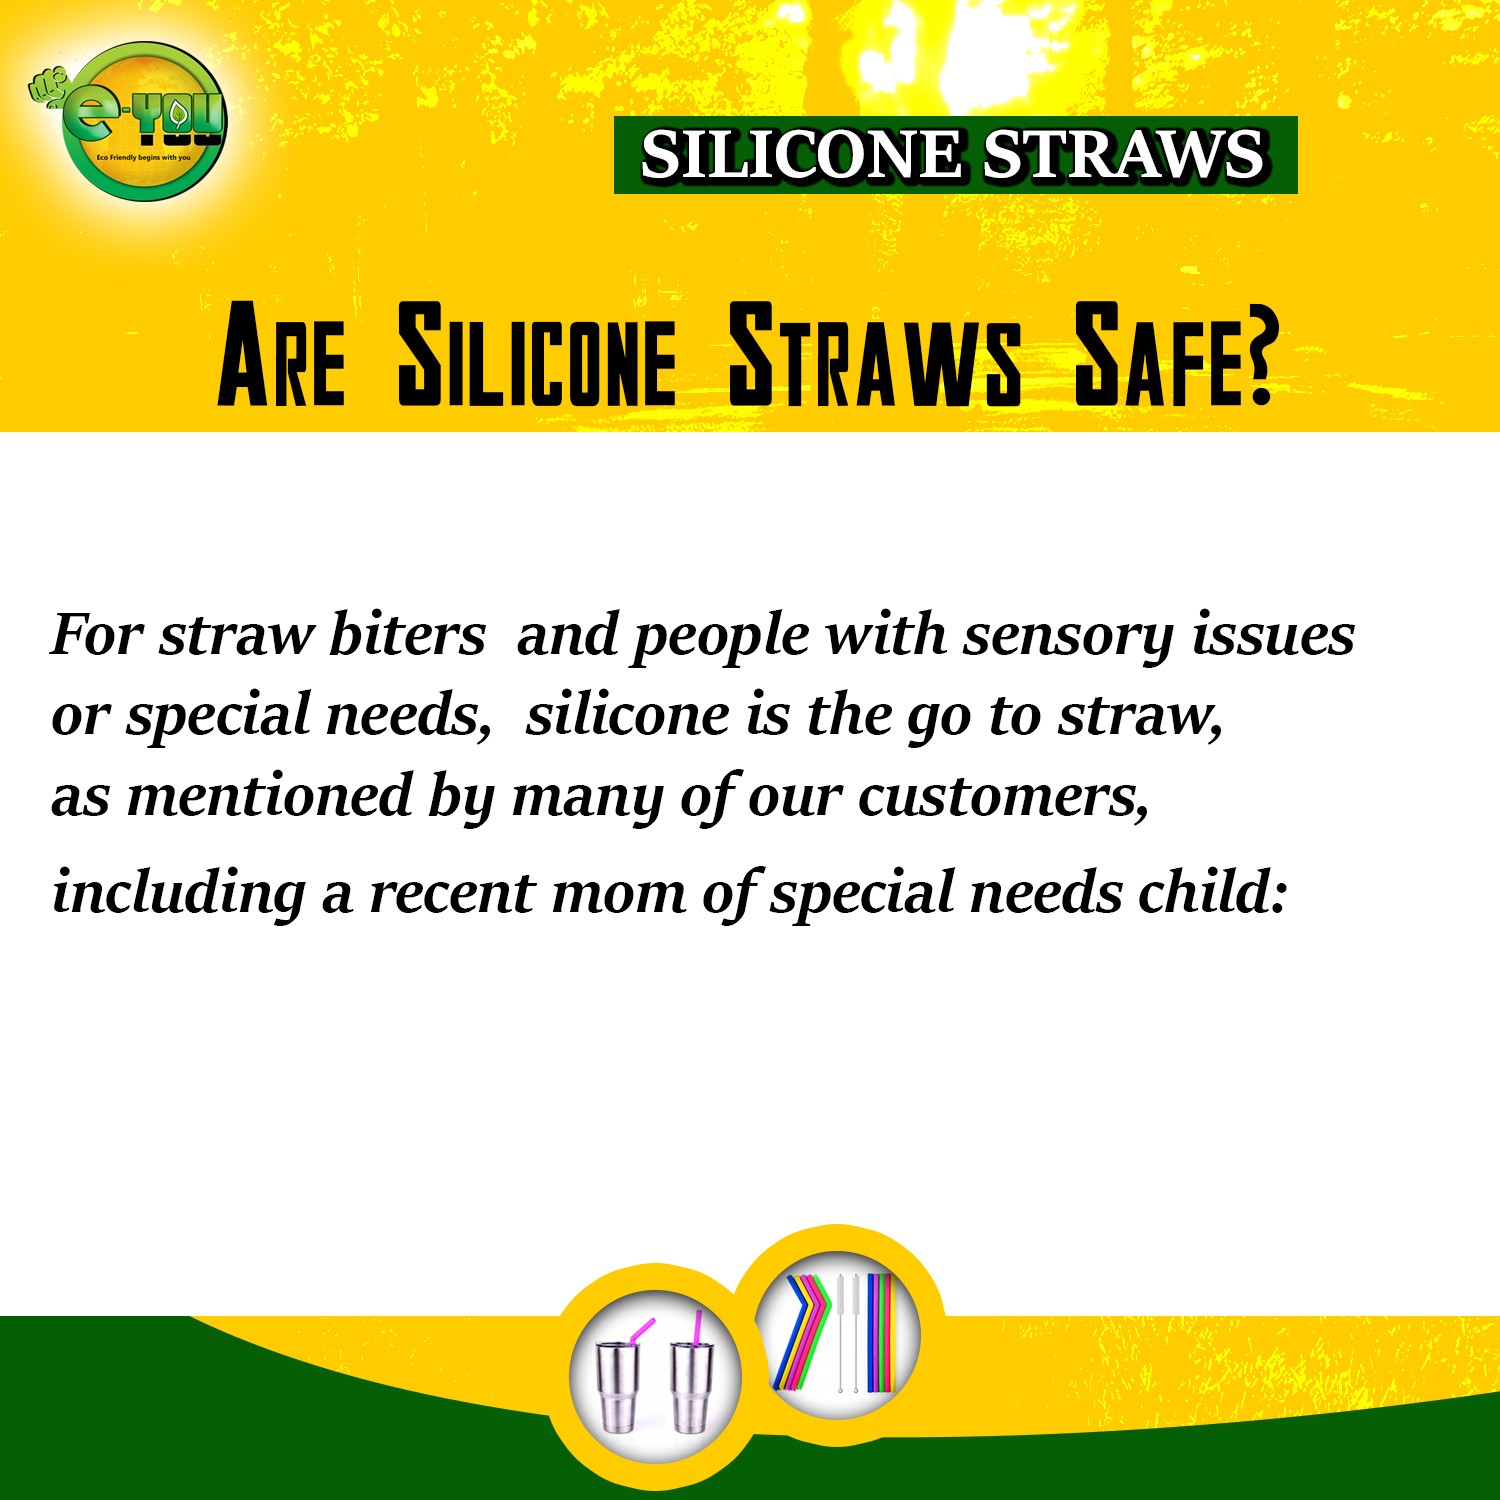 e-YOU
Eco Friendly begins with you
SILICONE STRAWS
Are Silicone Straws Safe?
For straw biters and people with sensory issues
or special needs, silicone is the go to straw,
as mentioned by many of our customers,
including a recent mom of special needs child: